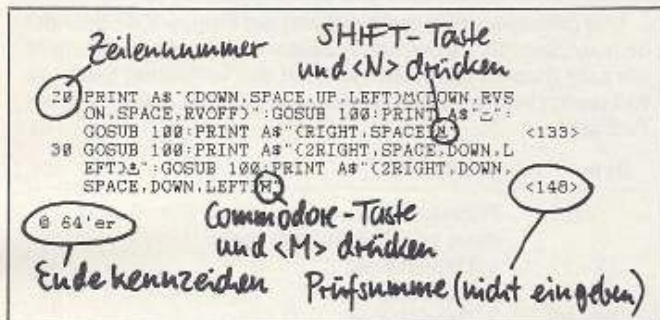 Zeilennummer
SHIFT-Taste
und <N> drücken
20 PRINT A$"{DOWN,SPACE,UP,LEFT}M{DOWN,RVS
ON,SPACE,RVOFF}":GOSUB 100:PRINT A$"
GOSUB 100:PRINT A$"{RIGHT,SPACE}N" <133>
30 GOSUB 100:PRINT A$"{2RIGHT,SPACE,DOWN,L
EFT}":GOSUB 100:PRINT A$"{2RIGHT,DOWN,
SPACE,DOWN,LEFT}M" <148>
© 64'er
Commodore-Taste
und <M> drücken
Endekennzeichen
Prüfsumme (nicht eingeben)